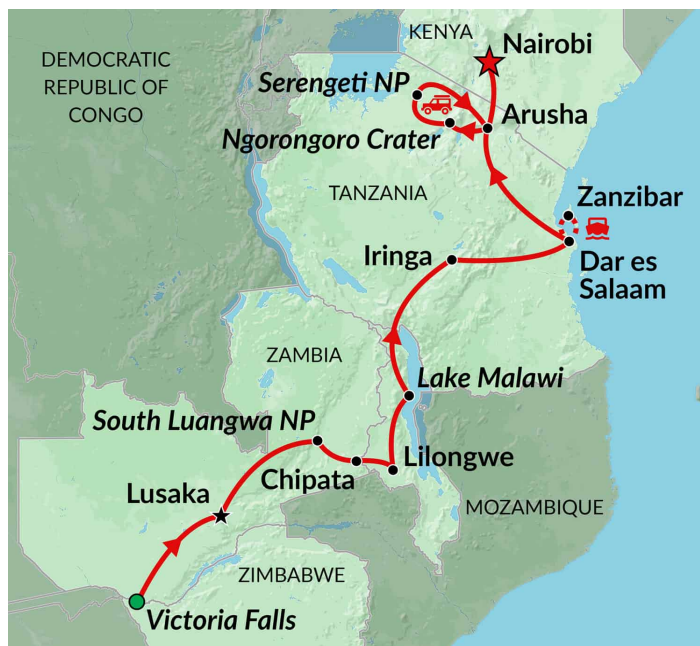 KENYA
DEMOCRATIC
REPUBLIC OF
CONGO
Nairobi
Serengeti NP
Arusha
Ngorongoro Crater
TANZANIA
Zanzibar
Iringa
Dar es
Salaam
ZAMBIA
Lake Malawi
South Luangwa NP
Lilongwe
Chipata
Lusaka
MOZAMBIQUE
ZIMBABWE
Victoria Falls